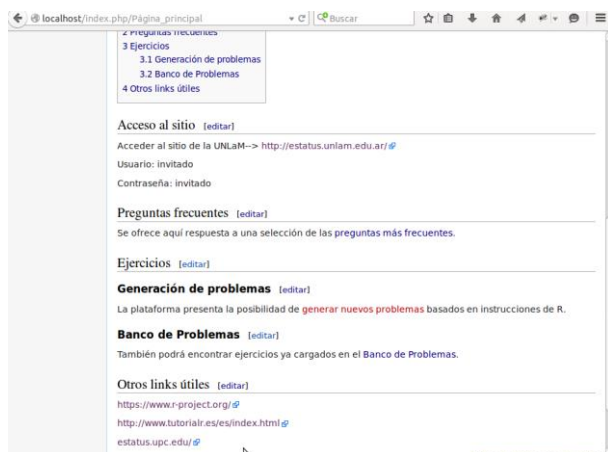 localhost/index.php/Página_principal
Buscar
2 Preguntas frecuentes
3 Ejercicios
3.1 Generación de problemas
3.2 Banco de Problemas
4 Otros links útiles
Acceso al sitio [editar]
Acceder al sitio de la UNLaM--> http://estatus.unlam.edu.ar/
Usuario: invitado
Contraseña: invitado
Preguntas frecuentes [editar]
Se ofrece aquí respuesta a una selección de las preguntas más frecuentes.
Ejercicios [editar]
Generación de problemas [editar]
La plataforma presenta la posibilidad de generar nuevos problemas basados en instrucciones de R.
Banco de Problemas [editar]
También podrá encontrar ejercicios ya cargados en el Banco de Problemas.
Otros links útiles [editar]
https://www.r-project.org/
http://www.tutorialr.es/es/index.html
estatus.upc.edu/